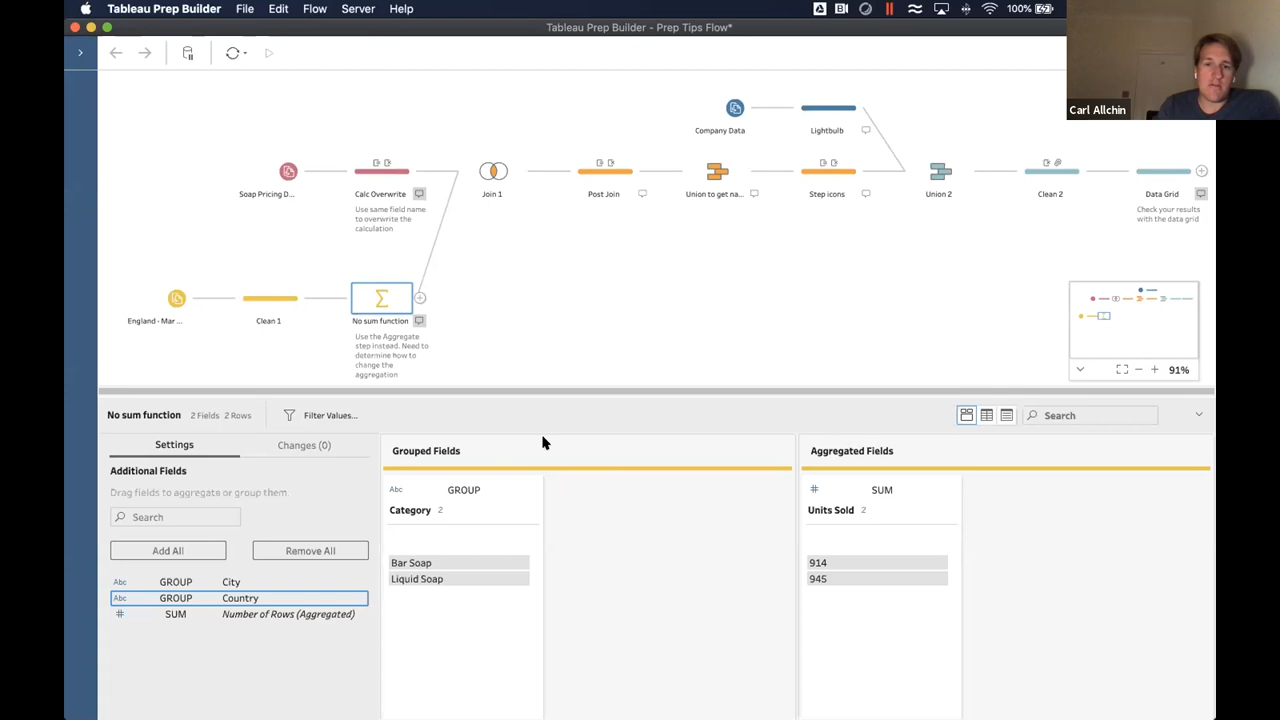 Tableau Prep Builder File Edit Flow Server Help 100%
Tableau Prep Builder - Prep Tips Flow*
Carl Allchin
Company Data
Lightbulb
Soap Pricing D...
Calc Overwrite
Join 1
Post Join
Union to get na...
Step icons
Union 2
Clean 2
Data Grid
Use same field name
to overwrite the
calculation
Check your results
with the data grid
England - Mar ...
Clean 1
No sum function
Use the Aggregate
step instead. Need to
determine how to
change the
aggregation
91%
No sum function 2 Fields 2 Rows
Filter Values...
Search
Settings
Changes (0)
Additional Fields
Drag fields to aggregate or group them.
Search
Add All
Remove All
Abc GROUP City
Abc GROUP Country
# SUM Number of Rows (Aggregated)
Grouped Fields
Abc GROUP
Category 2
Bar Soap
Liquid Soap
Aggregated Fields
# SUM
Units Sold 2
914
945